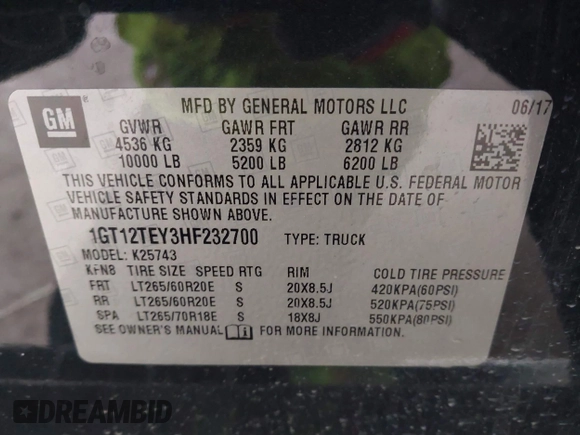 GM
MFD BY GENERAL MOTORS LLC 06/17
GVWR GAWR FRT GAWR RR
4536 KG 2359 KG 2812 KG
10000 LB 5200 LB 6200 LB
THIS VEHICLE CONFORMS TO ALL APPLICABLE U.S. FEDERAL MOTOR
VEHICLE SAFETY STANDARDS IN EFFECT ON THE DATE OF
MANUFACTURE SHOWN ABOVE.
1GT12TEY3HF232700 TYPE: TRUCK
MODEL: K25743
KFNB TIRE SIZE SPEED RTG RIM COLD TIRE PRESSURE
FRT LT265/60R20E S 20X8.5J 420KPA(60PSI)
RR LT265/60R20E S 20X8.5J 520KPA(75PSI)
SPA LT265/70R18E S 18X8J 550KPA(80PSI)
SEE OWNER'S MANUAL FOR MORE INFORMATION.
DREAMBID